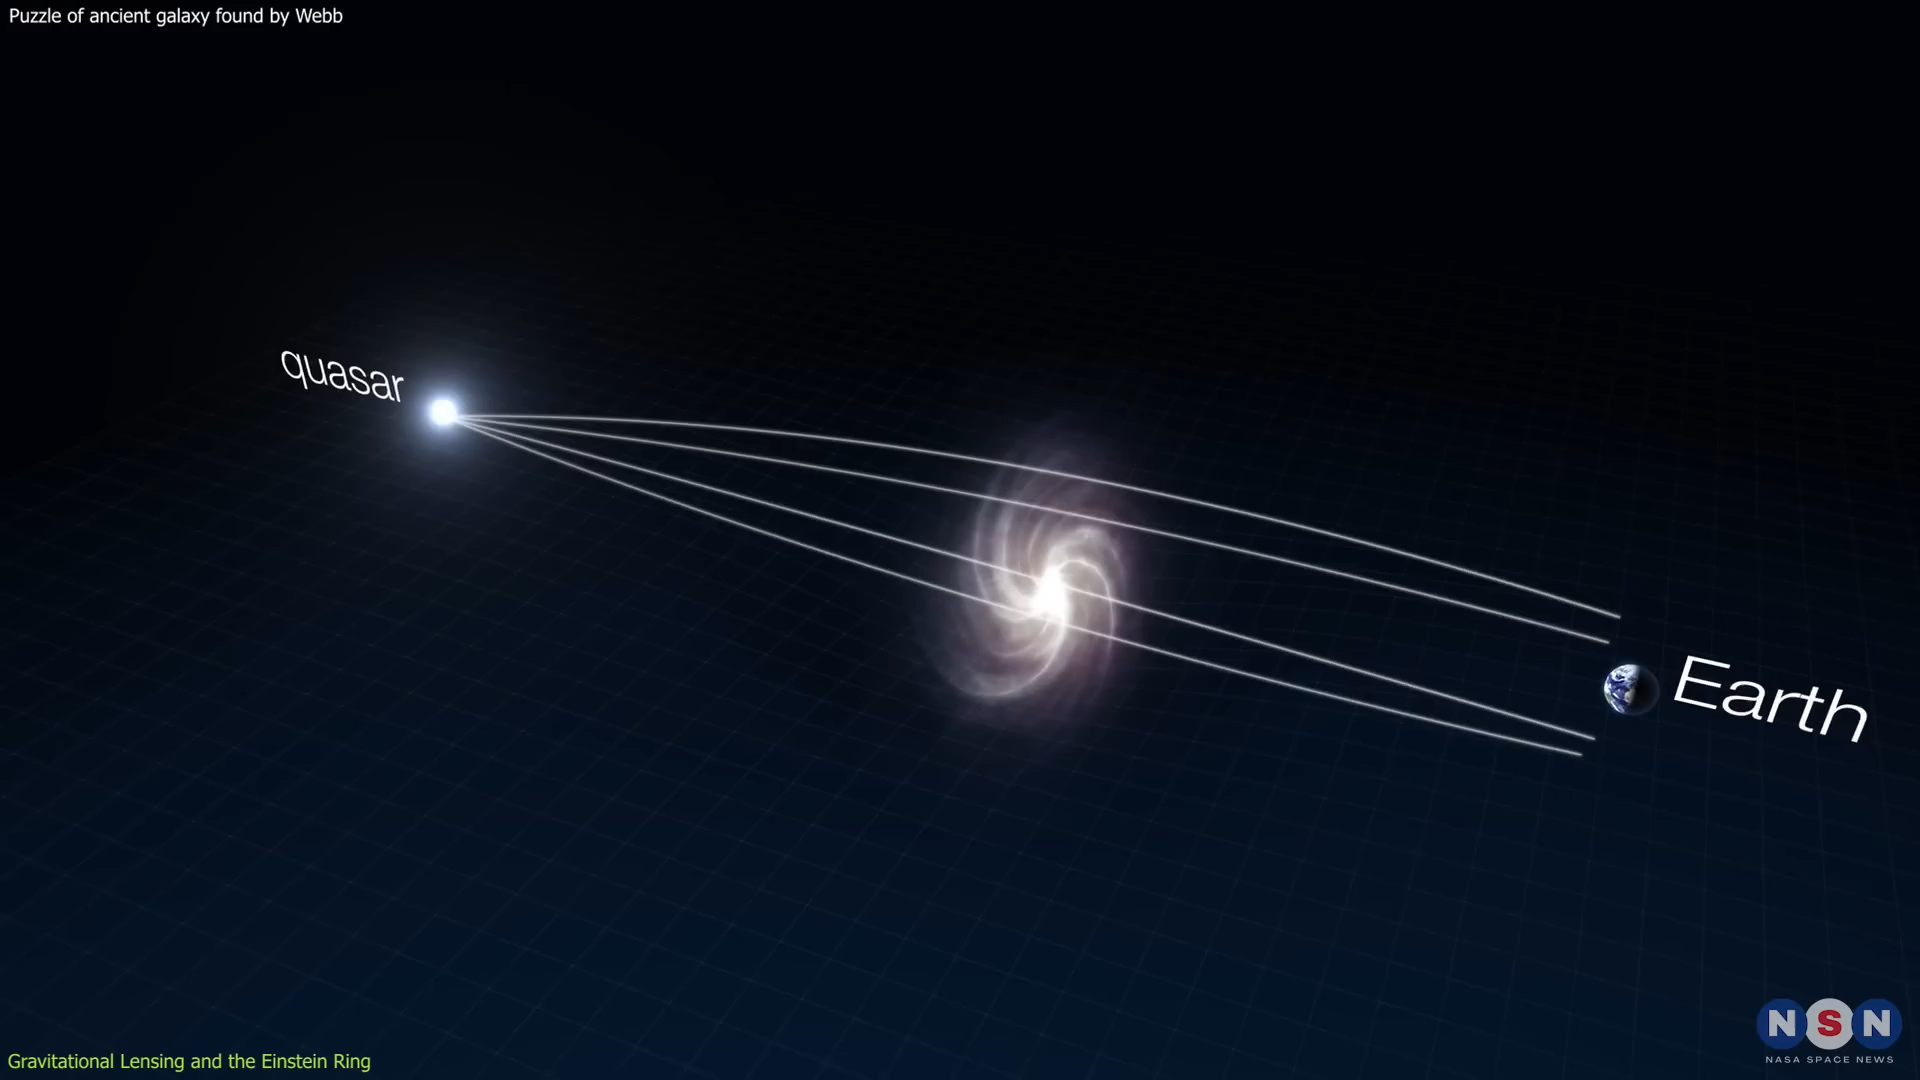 Puzzle of ancient galaxy found by Webb
quasar
Earth
NSN
NASA SPACE NEWS
Gravitational Lensing and the Einstein Ring